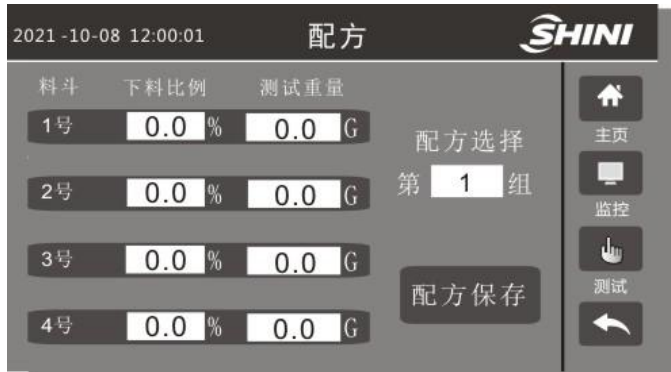 2021-10-08 12:00:01 配方 SHINI
料斗 下料比例 测试重量
1号 0.0 % 0.0 G
2号 0.0 % 0.0 G
3号 0.0 % 0.0 G
4号 0.0 % 0.0 G
配方选择
第 1 组
配方保存
主页
监控
测试